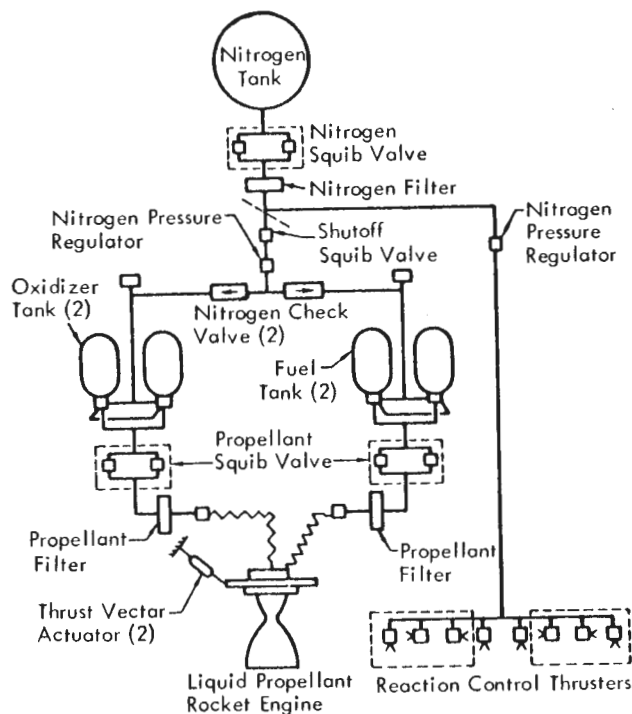 Nitrogen
Tank
Nitrogen
Squib Valve
Nitrogen Filter
Nitrogen Pressure
Regulator
Shutoff
Squib Valve
Nitragen
Pressure
Regulator
Oxidizer
Tank (2)
Nitrogen Check
Valve (2)
Fuel
Tank (2)
Propellant
Squib Valve
Propellant
Filter
Propellant
Filter
Thrust Vectar
Actuator (2)
Liquid Propellant
Rocket Engine
Reaction Control Thrusters